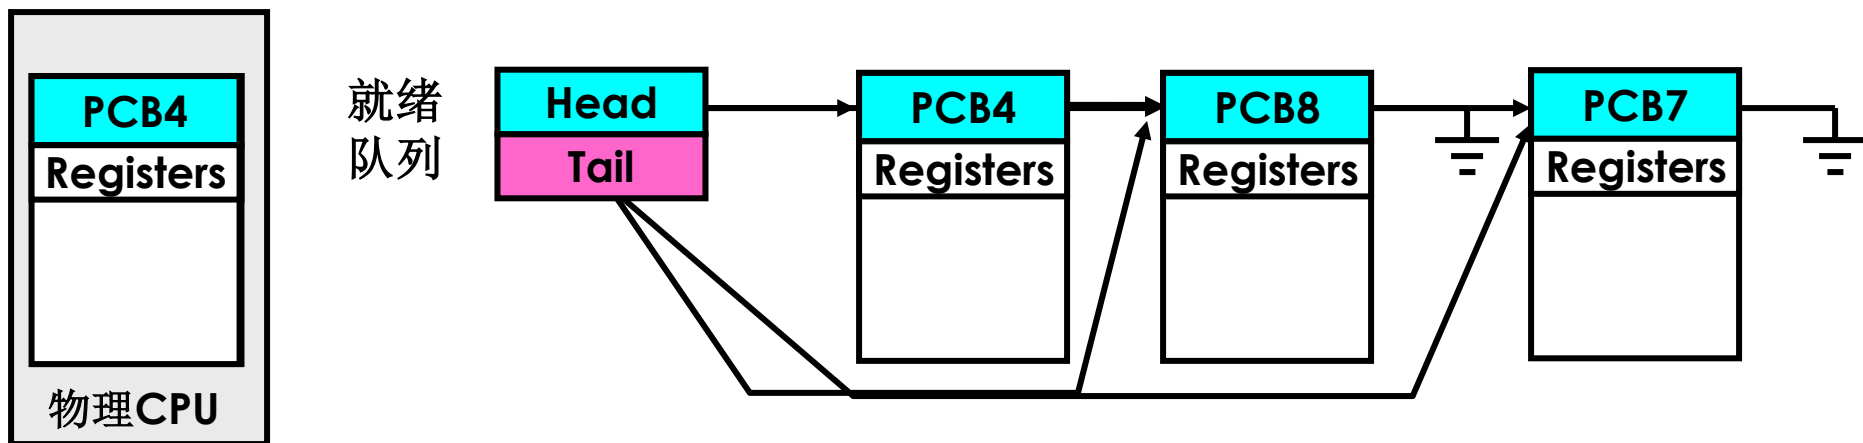 PCB4
Registers
物理CPU
就绪
队列
Head
Tail
PCB4
Registers
PCB8
Registers
PCB7
Registers